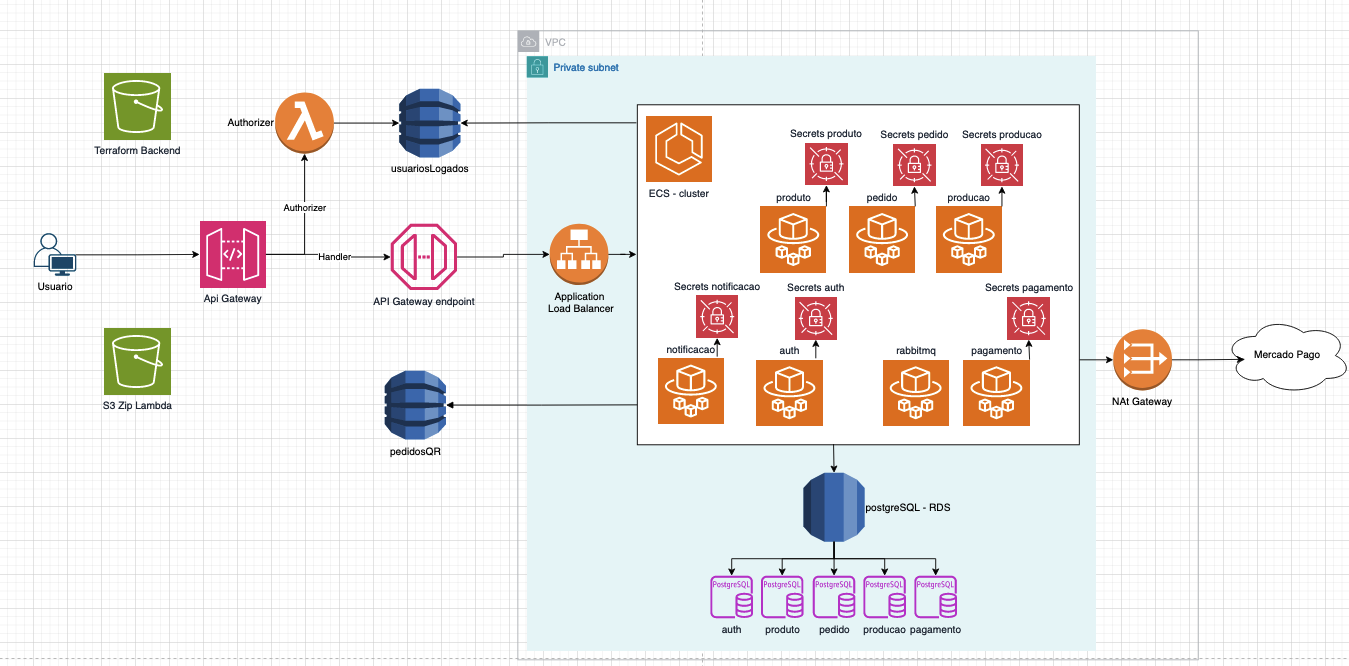 VPC
Private subnet
Terraform Backend
Authorizer
usuariosLogados
Authorizer
ECS - cluster
Secrets produto
Secrets pedido
Secrets producao
produto
pedido
producao
Usuario
Api Gateway
Handler
API Gateway endpoint
Application
Load Balancer
Secrets notificacao
Secrets auth
Secrets pagamento
notificacao
auth
rabbitmq
pagamento
S3 Zip Lambda
pedidosQR
NAt Gateway
Mercado Pago
postgreSQL - RDS
PostgreSQL
PostgreSQL
PostgreSQL
PostgreSQL
PostgreSQL
auth
produto
pedido
producao
pagamento